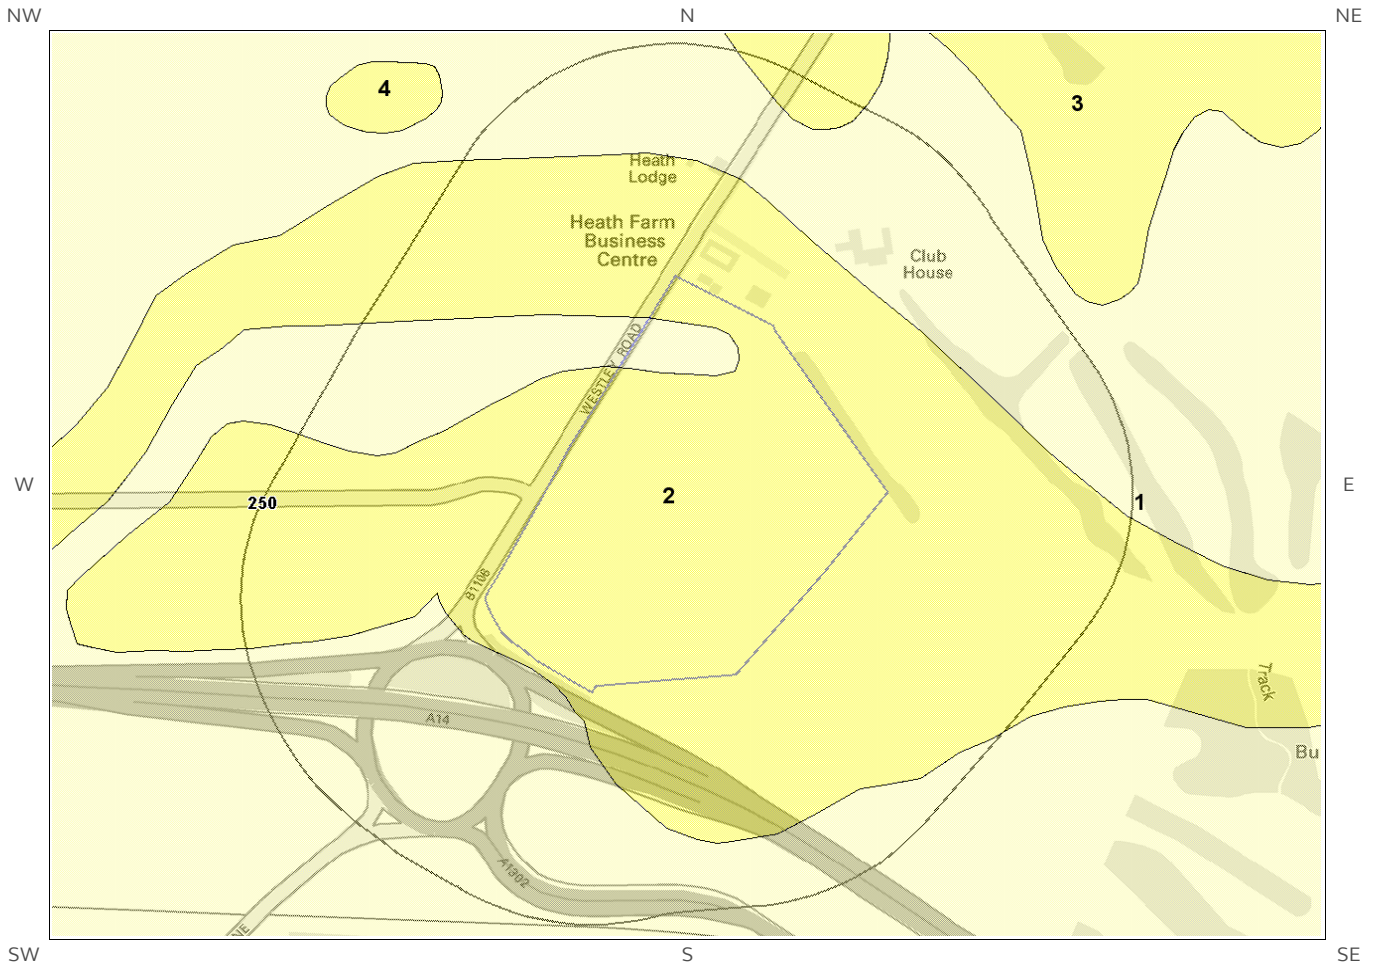 NW
N
NE
4
3
Heath
Lodge
Heath Farm
Business
Centre
Club
House
WESTLEY ROAD
W
E
250
2
1
B1106
Track
A14
Bu
A1302
NE
SW
S
SE